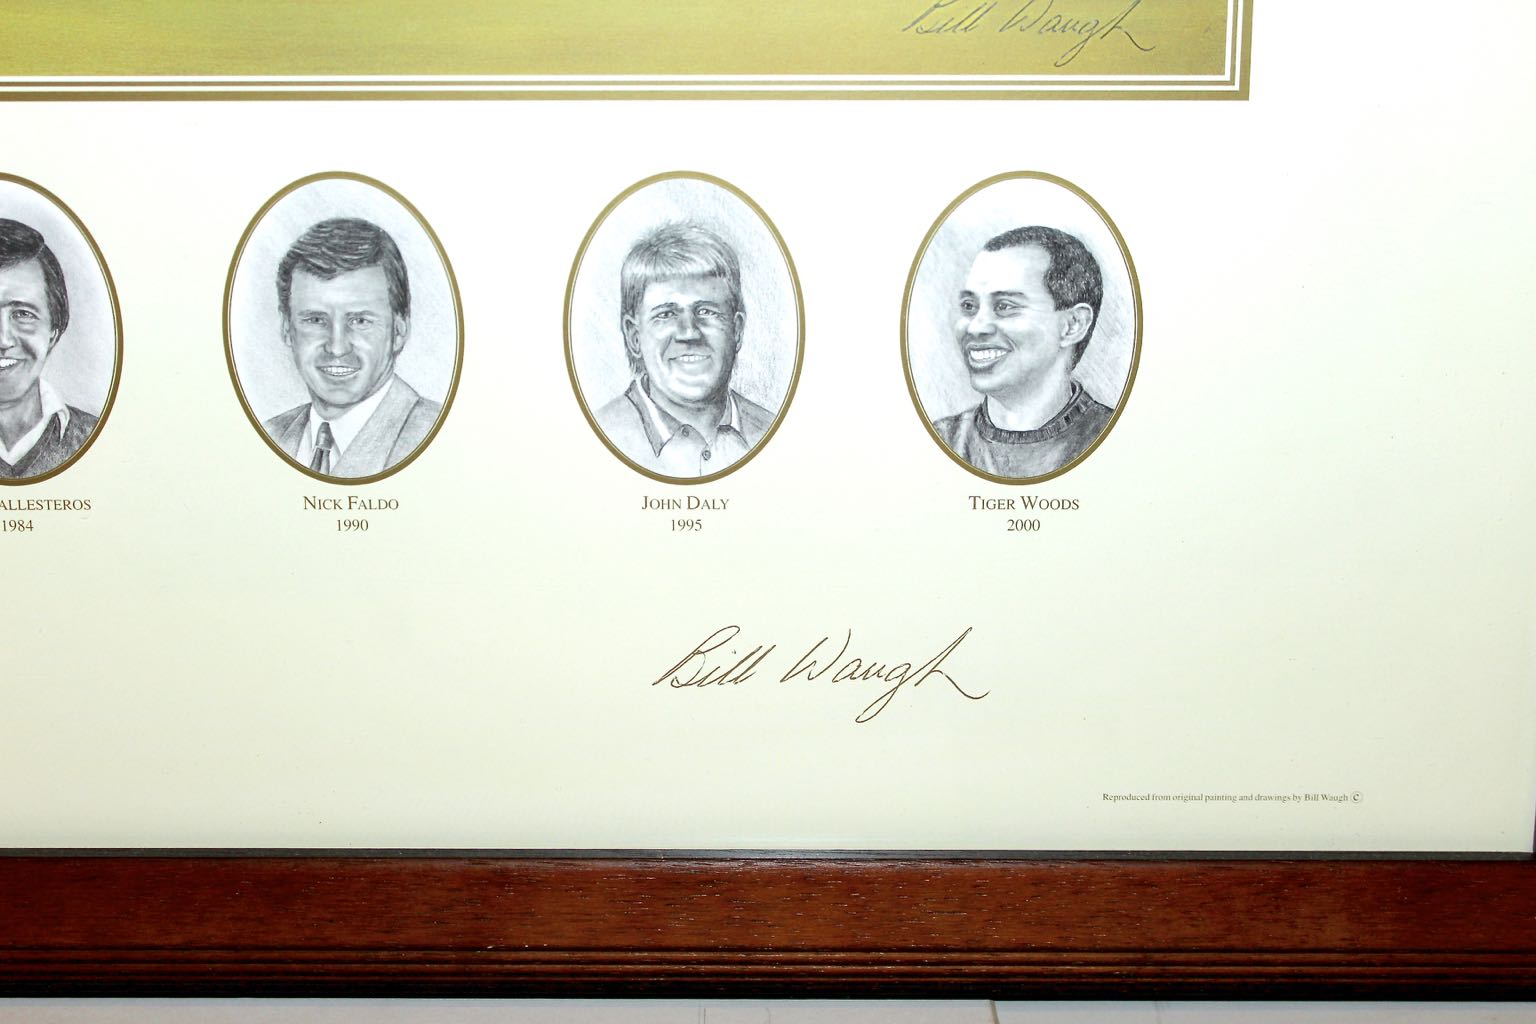 Bill Waugh
ALLESTEROS
1984
NICK FALDO
1990
JOHN DALY
1995
TIGER WOODS
2000
Bill Waugh
Reproduced from original painting and drawings by Bill Waugh ©